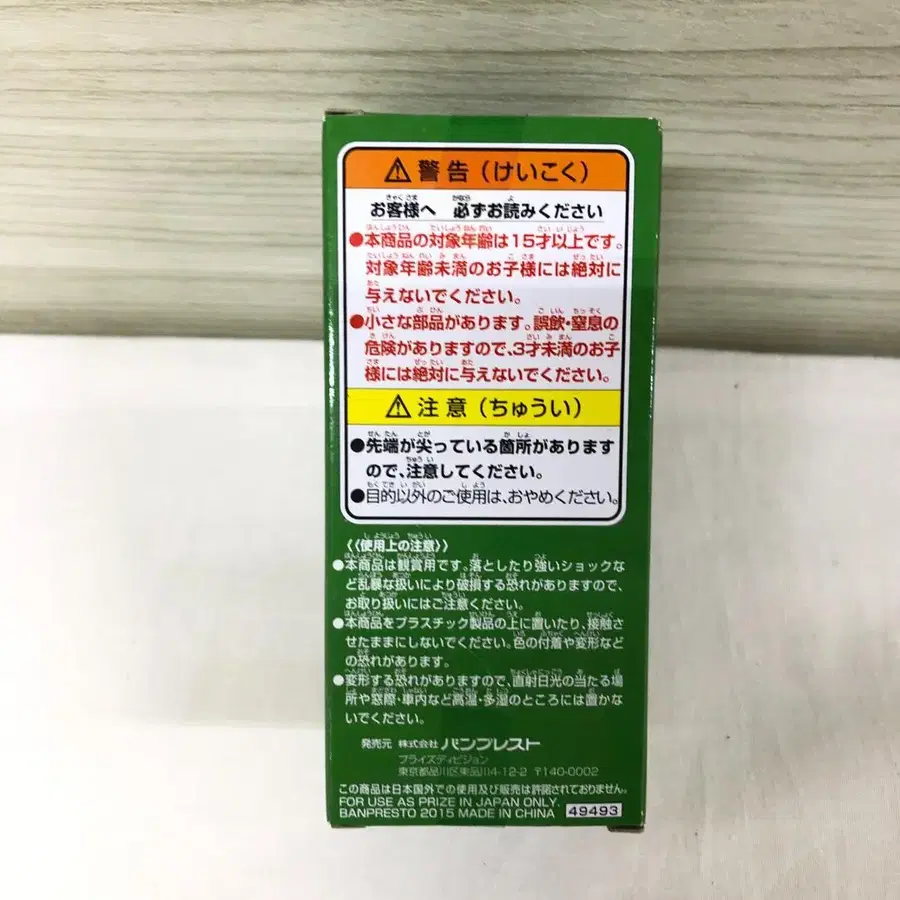 ⚠警告（けいこく）
お客様へ 必ずお読みください
●本商品の対象年齢は15才以上です。
対象年齢未満のお子様には絶対に
与えないでください。
●小さな部品があります。誤飲・窒息の
危険がありますので、3才未満のお子
様には絶対に与えないでください。
⚠注意（ちゅうい）
●先端が尖っている箇所があります
ので、注意してください。
●目的以外のご使用は、おやめください。
《使用上の注意》
●本商品は観賞用です。落としたり強いショックな
ど乱暴な扱いにより破損する恐れがありますので、
お取り扱いにはご注意ください。
●本商品をプラスチック製品の上に置いたり、接触さ
せたままにしないでください。色の付着や変形など
の恐れがあります。
●変形する恐れがありますので、直射日光の当たる場
所や窓際・車内など高温・多湿のところには置かな
いでください。
発売元 株式会社 バンプレスト
プライズディビジョン
東京都品川区東品川4-12-2 〒140-0002
この商品は日本国外での使用及び販売は許諾されておりません。
FOR USE AS PRIZE IN JAPAN ONLY.
BANPRESTO 2015 MADE IN CHINA 49493